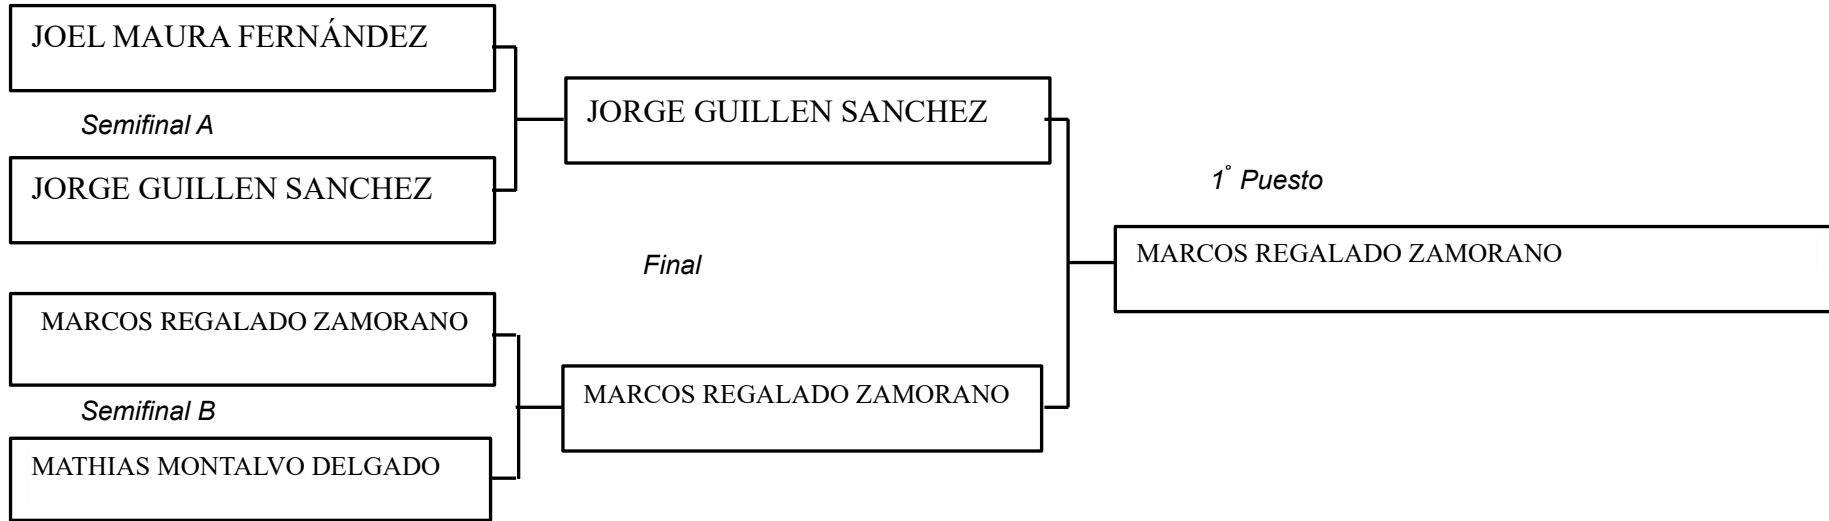 JOEL MAURA FERNÁNDEZ
Semifinal A
JORGE GUILLEN SANCHEZ
MARCOS REGALADO ZAMORANO
Semifinal B
MATHIAS MONTALVO DELGADO
JORGE GUILLEN SANCHEZ
Final
MARCOS REGALADO ZAMORANO
1° Puesto
MARCOS REGALADO ZAMORANO